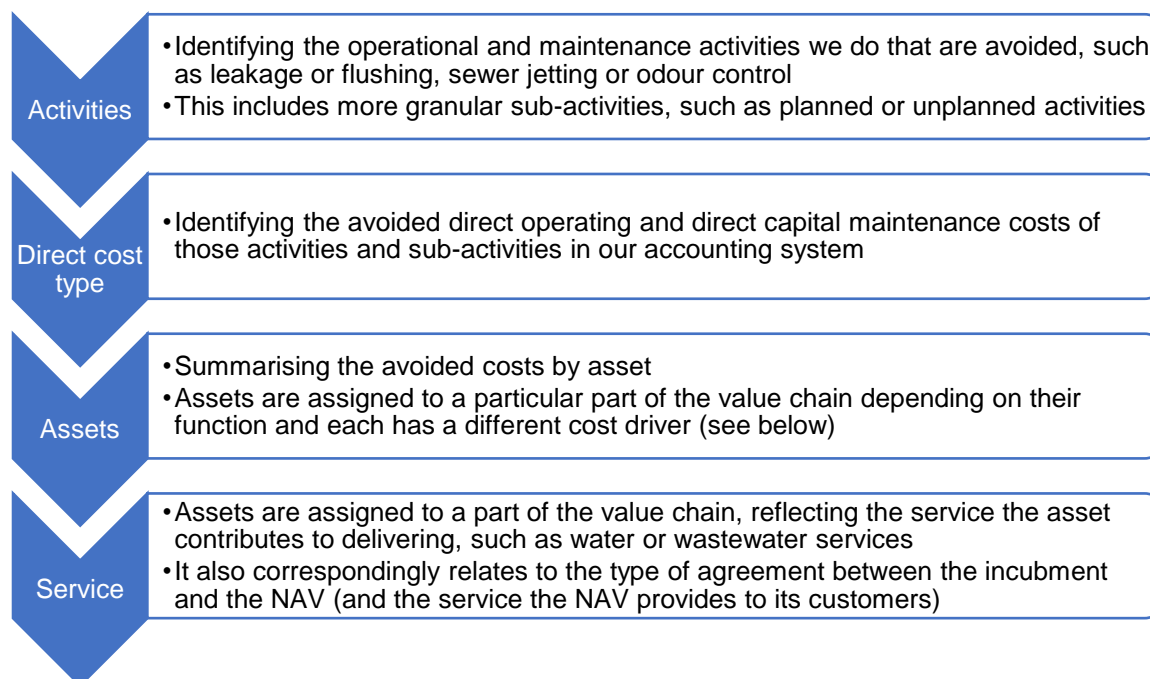 Activities
•Identifying the operational and maintenance activities we do that are avoided, such
as leakage or flushing, sewer jetting or odour control
•This includes more granular sub-activities, such as planned or unplanned activities
Direct cost
type
•Identifying the avoided direct operating and direct capital maintenance costs of
those activities and sub-activities in our accounting system
Assets
•Summarising the avoided costs by asset
•Assets are assigned to a particular part of the value chain depending on their
function and each has a different cost driver (see below)
Service
•Assets are assigned to a part of the value chain, reflecting the service the asset
contributes to delivering, such as water or wastewater services
•It also correspondingly relates to the type of agreement between the incubment
and the NAV (and the service the NAV provides to its customers)